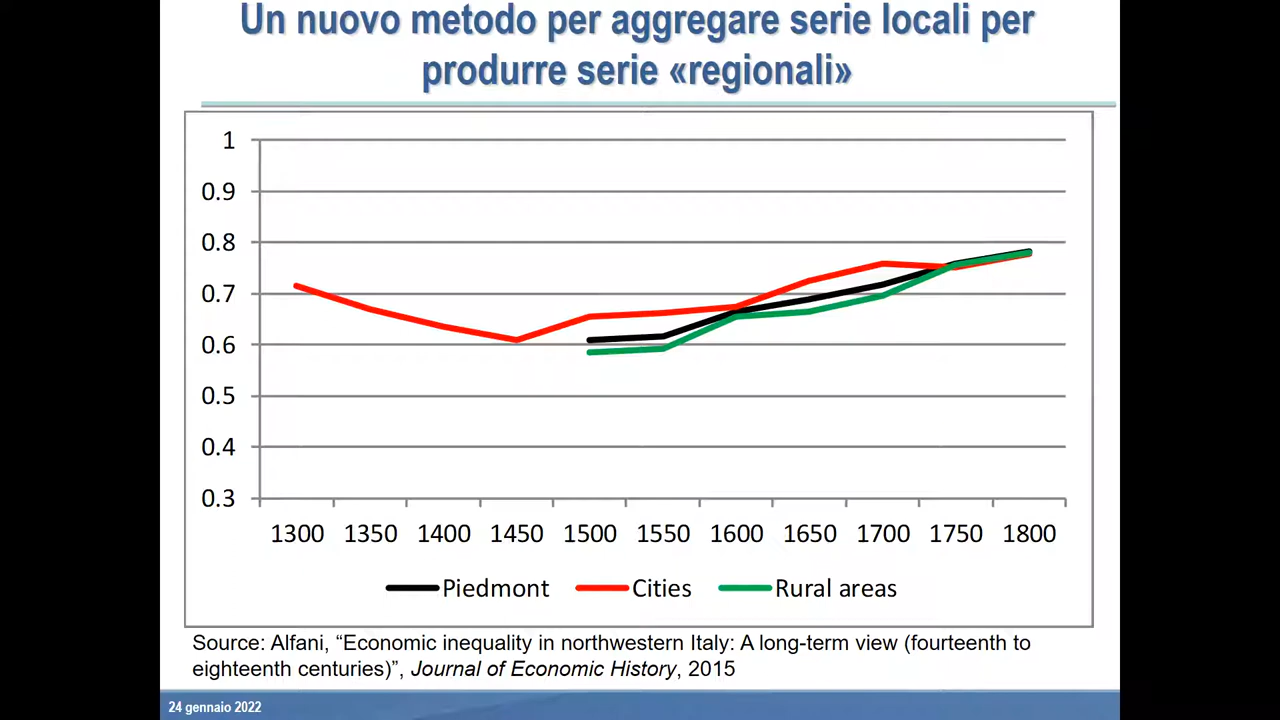 Un nuovo metodo per aggregare serie locali per
produrre serie «regionali»
1
0.9
0.8
0.7
0.6
0.5
0.4
0.3
1300 1350 1400 1450 1500 1550 1600 1650 1700 1750 1800
Piedmont Cities Rural areas
Source: Alfani, “Economic inequality in northwestern Italy: A long-term view (fourteenth to
eighteenth centuries)”, Journal of Economic History, 2015
24 gennaio 2022